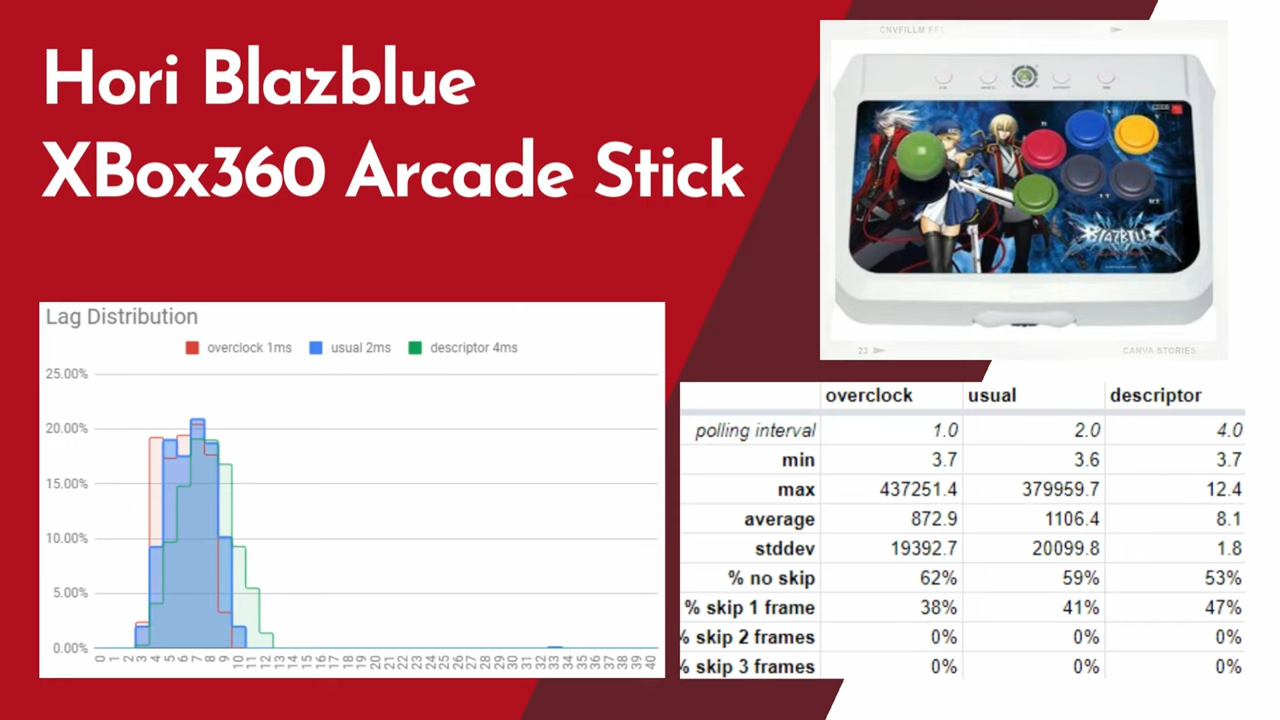 Hori Blazblue
XBox360 Arcade Stick
CNVFILLM FF1
BLAZBLUE
23
CANVA STORIES
Lag Distribution
overclock 1ms usual 2ms descriptor 4ms
25.00%
20.00%
15.00%
10.00%
5.00%
0.00%
0 1 2 3 4 5 6 7 8 9 10 11 12 13 14 15 16 17 18 19 20 21 22 23 24 25 26 27 28 29 30 31 32 33 34 35 36 37 38 39 40
overclock usual descriptor
polling interval 1.0 2.0 4.0
min 3.7 3.6 3.7
max 437251.4 379959.7 12.4
average 872.9 1106.4 8.1
stddev 19392.7 20099.8 1.8
% no skip 62% 59% 53%
% skip 1 frame 38% 41% 47%
% skip 2 frames 0% 0% 0%
% skip 3 frames 0% 0% 0%